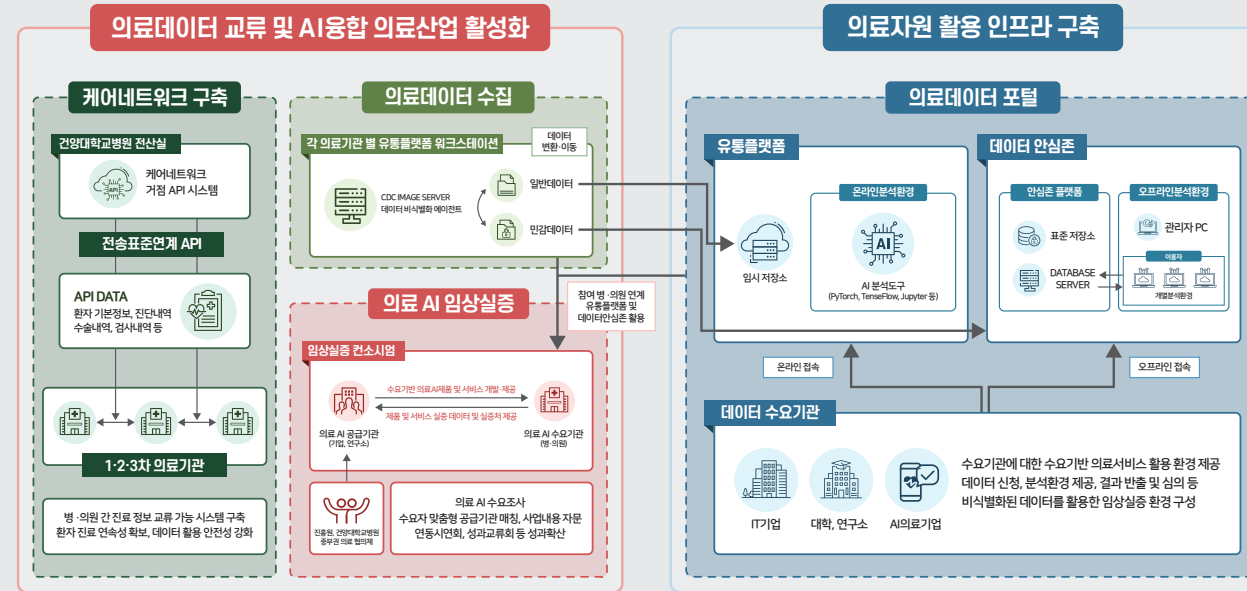 의료데이터 교류 및 AI융합 의료산업 활성화
케어네트워크 구축
건양대학교병원 전산실
API
케어네트워크
거점 API 시스템
전송표준연계 API
API DATA
환자 기본정보, 진단내역
수술내역, 검사내역 등
1·2·3차 의료기관
병·의원 간 진료 정보 교류 가능 시스템 구축
환자 진료 연속성 확보, 데이터 활용 안전성 강화
의료데이터 수집
각 의료기관 별 유통플랫폼 워크스테이션
데이터
변환·이동
CDC IMAGE SERVER
데이터 비식별화 에이전트
일반데이터
민감데이터
의료 AI 임상실증
참여 병·의원 연계
유통플랫폼 및
데이터안심존 활용
임상실증 컨소시엄
수요기반 의료AI제품 및 서비스 개발·제공
제품 및 서비스 실증 데이터 및 실증처 제공
의료 AI 공급기관
(기업, 연구소)
의료 AI 수요기관
(병·의원)
진흥원, 건양대학교병원
중부권 의료 협의체
의료 AI 수요조사
수요자 맞춤형 공급기관 매칭, 사업내용 자문
연동시연회, 성과교류회 등 성과확산
의료자원 활용 인프라 구축
의료데이터 포털
유통플랫폼
임시 저장소
온라인분석환경
AI
AI 분석도구
(PyTorch, TenseFlow, Jupyter 등)
데이터 안심존
안심존 플랫폼
표준 저장소
DATABASE
SERVER
오프라인분석환경
관리자 PC
이용자
개별분석환경
온라인 접속
오프라인 접속
데이터 수요기관
IT기업
대학, 연구소
AI의료기업
수요기관에 대한 수요기반 의료서비스 활용 환경 제공
데이터 신청, 분석환경 제공, 결과 반출 및 심의 등
비식별화된 데이터를 활용한 임상실증 환경 구성